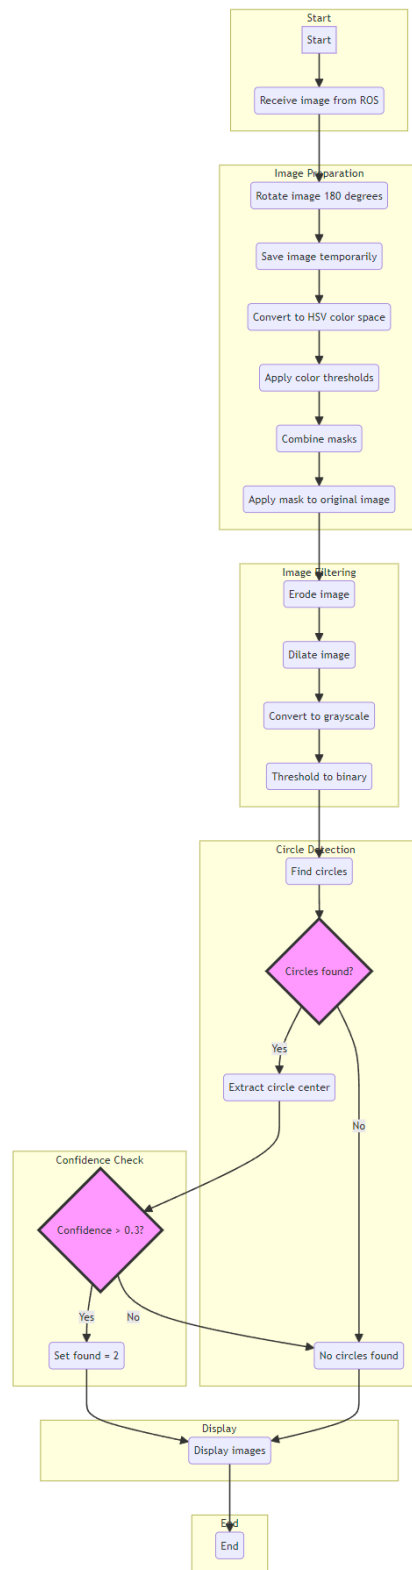 Start
Start
Receive image from ROS
Image Preparation
Rotate image 180 degrees
Save image temporarily
Convert to HSV color space
Apply color thresholds
Combine masks
Apply mask to original image
Image Filtering
Erode image
Dilate image
Convert to grayscale
Threshold to binary
Circle Detection
Find circles
Circles found?
Yes
Extract circle center
No
Confidence Check
Confidence > 0.3?
Yes
No
Set found = 2
No circles found
Display
Display images
End
End